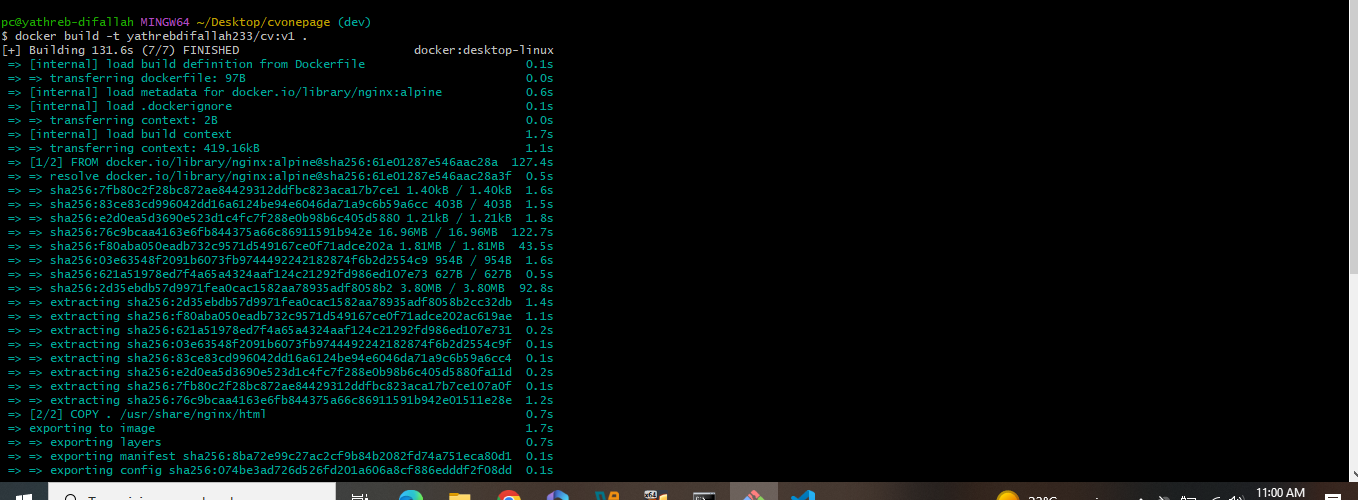 pc@yathreb-difallah MINGW64 ~/Desktop/cvonepage (dev)
$ docker build -t yathrebdifallah233/cv:v1 .
[+] Building 131.6s (7/7) FINISHED docker:desktop-linux
=> [internal] load build definition from Dockerfile 0.1s
=> => transferring dockerfile: 97B 0.0s
=> [internal] load metadata for docker.io/library/nginx:alpine 0.6s
=> [internal] load .dockerignore 0.1s
=> => transferring context: 2B 0.0s
=> [internal] load build context 1.7s
=> => transferring context: 419.16kB 1.1s
=> [1/2] FROM docker.io/library/nginx:alpine@sha256:61e01287e546aac28a 127.4s
=> => resolve docker.io/library/nginx:alpine@sha256:61e01287e546aac28a3f 0.5s
=> => sha256:7fb80c2f28bc872ae84429312ddfbc823aca17b7ce1 1.40kB / 1.40kB 1.6s
=> => sha256:83ce83cd996042dd16a6124be94e6046da71a9c6b59a6cc 403B / 403B 1.5s
=> => sha256:e2d0ea5d3690e523d1c4fc7f288e0b98b6c405d5880 1.21kB / 1.21kB 1.8s
=> => sha256:76c9bcaa4163e6fb844375a66c86911591b942e 16.96MB / 16.96MB 122.7s
=> => sha256:f80aba050eadb732c9571d549167ce0f71adce202a 1.81MB / 1.81MB 43.5s
=> => sha256:03e63548f2091b6073fb9744492242182874f6b2d2554c9 954B / 954B 1.6s
=> => sha256:621a51978ed7f4a65a4324aaf124c21292fd986ed107e73 627B / 627B 0.5s
=> => sha256:2d35ebdb57d9971fea0cac1582aa78935adf8058b2 3.80MB / 3.80MB 92.8s
=> => extracting sha256:2d35ebdb57d9971fea0cac1582aa78935adf8058b2cc32db 1.4s
=> => extracting sha256:f80aba050eadb732c9571d549167ce0f71adce202ac619ae 1.1s
=> => extracting sha256:621a51978ed7f4a65a4324aaf124c21292fd986ed107e731 0.2s
=> => extracting sha256:03e63548f2091b6073fb9744492242182874f6b2d2554c9f 0.1s
=> => extracting sha256:83ce83cd996042dd16a6124be94e6046da71a9c6b59a6cc4 0.1s
=> => extracting sha256:e2d0ea5d3690e523d1c4fc7f288e0b98b6c405d5880fa11d 0.2s
=> => extracting sha256:7fb80c2f28bc872ae84429312ddfbc823aca17b7ce107a0f 0.1s
=> => extracting sha256:76c9bcaa4163e6fb844375a66c86911591b942e01511e28e 1.2s
=> [2/2] COPY . /usr/share/nginx/html 0.7s
=> exporting to image 1.7s
=> => exporting layers 0.7s
=> => exporting manifest sha256:8ba72e99c27ac2cf9b84b2082fd74a751eca80d1 0.1s
=> => exporting config sha256:074be3ad726d526fd201a606a8cf886edddf2f08dd 0.1s
11:00 AM